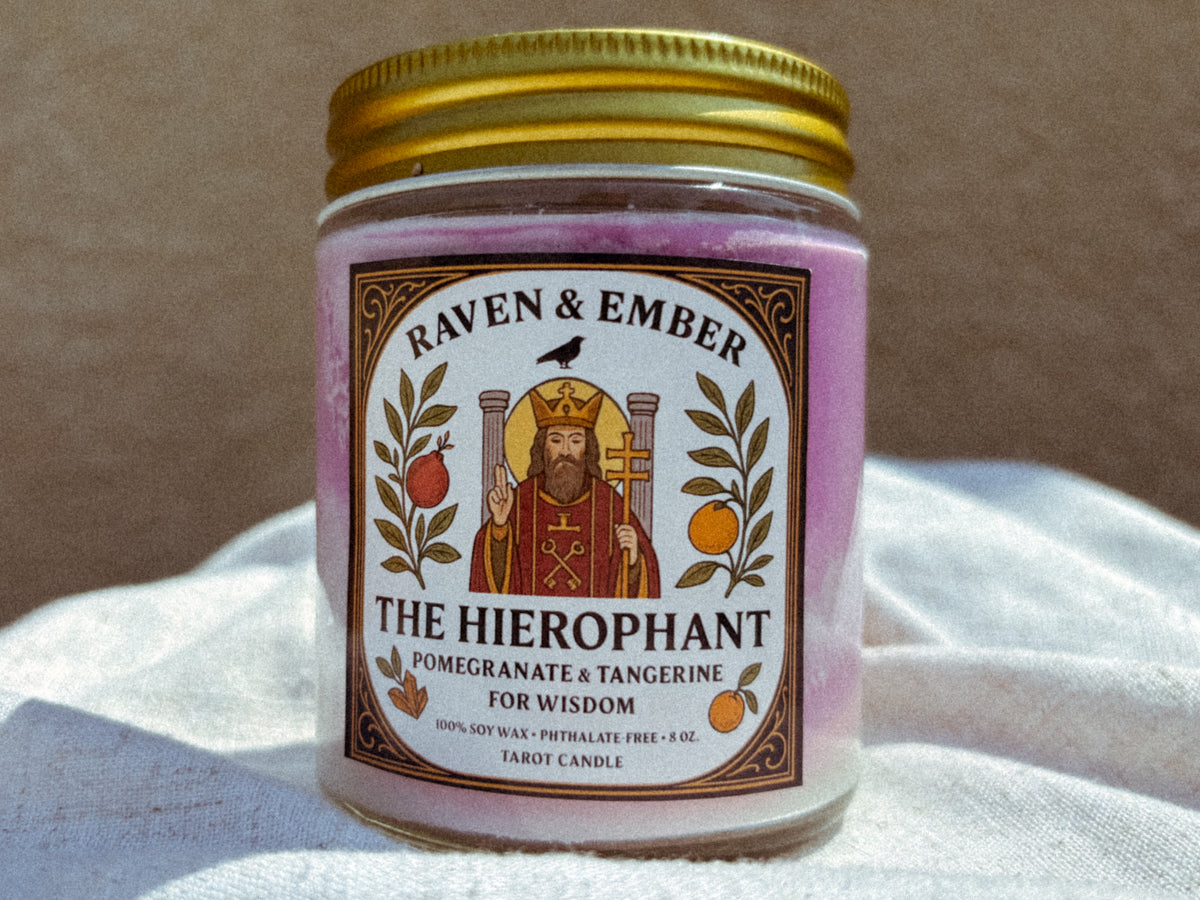 RAVEN & EMBER
THE HIEROPHANT
POMEGRANATE & TANGERINE
FOR WISDOM
100% SOY WAX • PHTHALATE-FREE • 8 OZ.
TAROT CANDLE